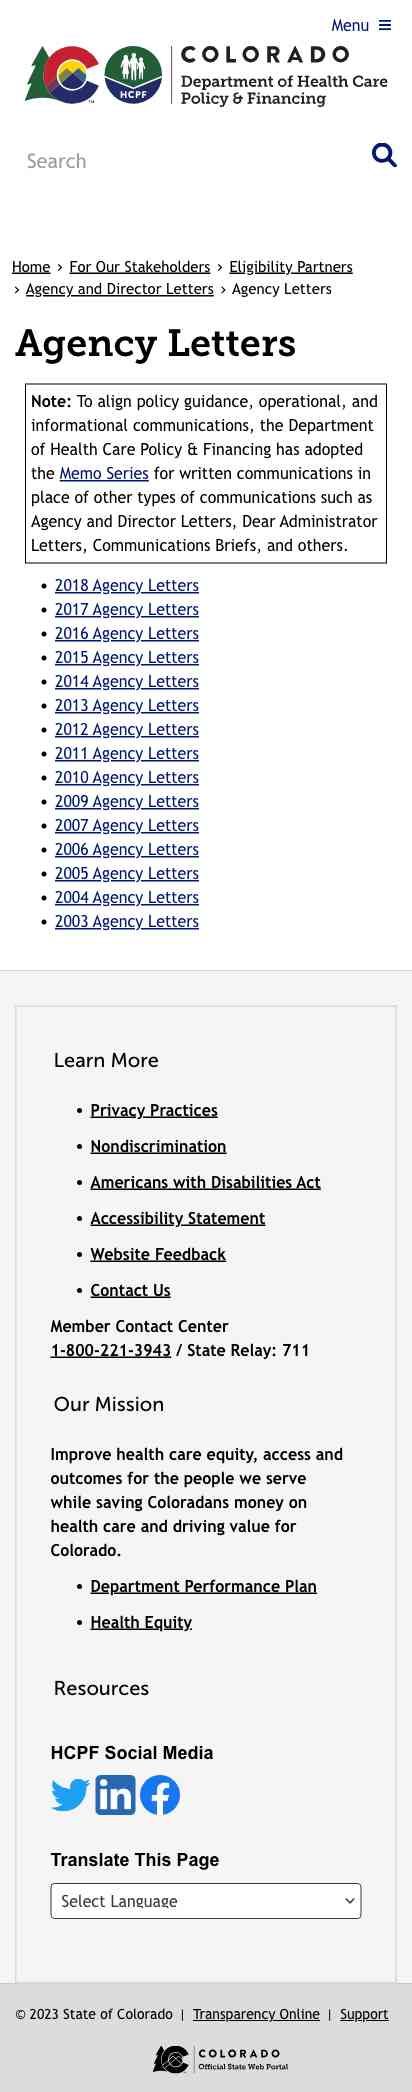 Menu
COLORADO
Department of Health Care
Policy & Financing
HCPF
Search
Home › For Our Stakeholders › Eligibility Partners
› Agency and Director Letters › Agency Letters
Agency Letters
Note: To align policy guidance, operational, and
informational communications, the Department
of Health Care Policy & Financing has adopted
the Memo Series for written communications in
place of other types of communications such as
Agency and Director Letters, Dear Administrator
Letters, Communications Briefs, and others.
• 2018 Agency Letters
• 2017 Agency Letters
• 2016 Agency Letters
• 2015 Agency Letters
• 2014 Agency Letters
• 2013 Agency Letters
• 2012 Agency Letters
• 2011 Agency Letters
• 2010 Agency Letters
• 2009 Agency Letters
• 2007 Agency Letters
• 2006 Agency Letters
• 2005 Agency Letters
• 2004 Agency Letters
• 2003 Agency Letters
Learn More
• Privacy Practices
• Nondiscrimination
• Americans with Disabilities Act
• Accessibility Statement
• Website Feedback
• Contact Us
Member Contact Center
1-800-221-3943 / State Relay: 711
Our Mission
Improve health care equity, access and
outcomes for the people we serve
while saving Coloradans money on
health care and driving value for
Colorado.
• Department Performance Plan
• Health Equity
Resources
HCPF Social Media
Translate This Page
Select Language
© 2023 State of Colorado | Transparency Online | Support
COLORADO
Official State Web Portal